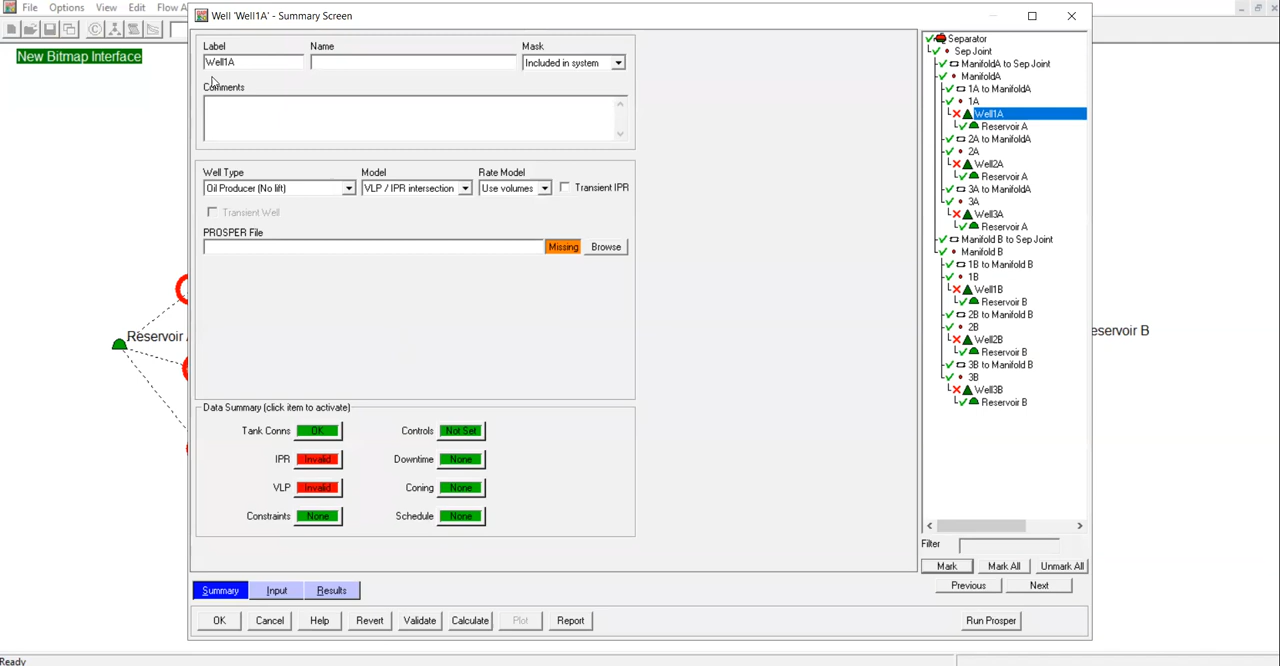 File Options View Edit Flow A
Well 'Well1A' - Summary Screen
New Bitmap Interface
Label Name Mask
Well1A Included in system
Comments
Well Type Model Rate Model
Oil Producer (No lift) VLP / IPR intersection Use volumes Transient IPR
Transient Well
PROSPER File
Missing Browse
Data Summary (click item to activate)
Tank Conns OK Controls Not Set
IPR Invalid Downtime None
VLP Invalid Coning None
Constraints None Schedule None
Summary Input Results
OK Cancel Help Revert Validate Calculate Plot Report Run Prosper
Separator
Sep Joint
ManifoldA to Sep Joint
ManifoldA
1A to ManifoldA
1A
Well1A
Reservoir A
2A to ManifoldA
2A
Well2A
Reservoir A
3A to ManifoldA
3A
Well3A
Reservoir A
Manifold B to Sep Joint
Manifold B
1B to Manifold B
1B
Well1B
Reservoir B
2B to Manifold B
2B
Well2B
Reservoir B
3B to Manifold B
3B
Well3B
Reservoir B
Filter
Mark Mark All Unmark All
Previous Next
Reservoir
eservoir B
Ready